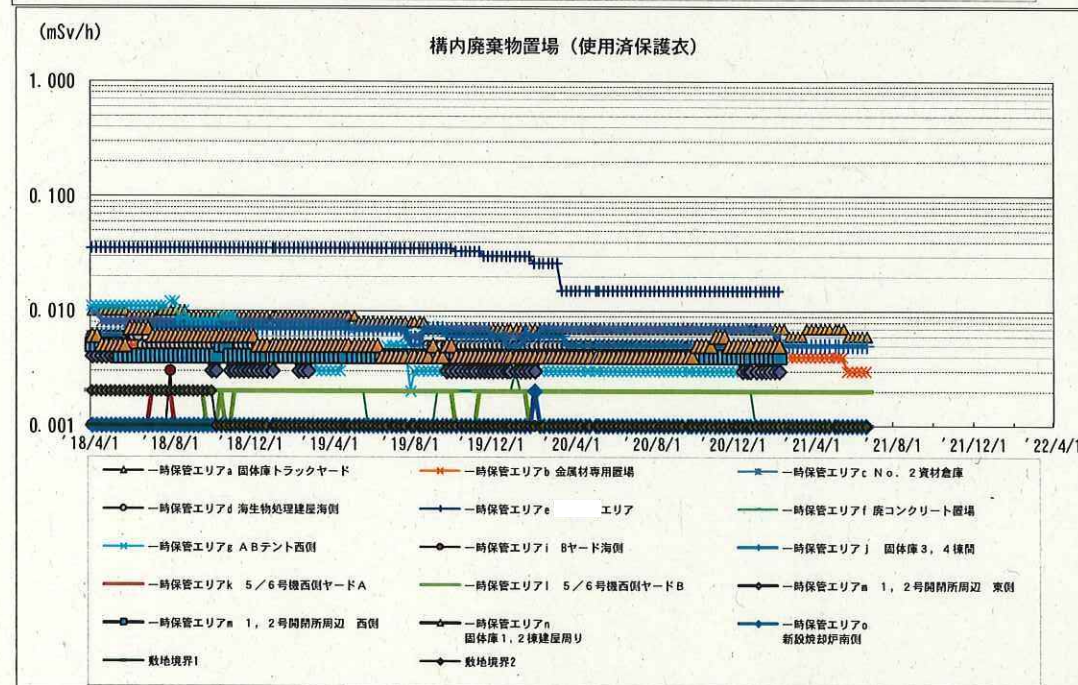 (mSv/h)
構内廃棄物置場（使用済保護衣）
1.000
0.100
0.010
0.001
'18/4/1 '18/8/1 '18/12/1 '19/4/1 '19/8/1 '19/12/1 '20/4/1 '20/8/1 '20/12/1 '21/4/1 '21/8/1 '21/12/1 '22/4/1
一時保管エリアa 固体庫トラックヤード 一時保管エリアb 金属材専用置場 一時保管エリアc No．2資材倉庫
一時保管エリアd 海生物処理建屋海側 一時保管エリアe エリア 一時保管エリアf 廃コンクリート置場
一時保管エリアg ABテント西側 一時保管エリアi Bヤード海側 一時保管エリアj 固体庫3，4棟間
一時保管エリアk 5／6号機西側ヤードA 一時保管エリアl 5／6号機西側ヤードB 一時保管エリアm 1，2号開閉所周辺 東側
一時保管エリアm 1，2号開閉所周辺 西側 一時保管エリアn 一時保管エリアo
固体庫1,2棟建屋周り 新設焼却炉南側
敷地境界1 敷地境界2